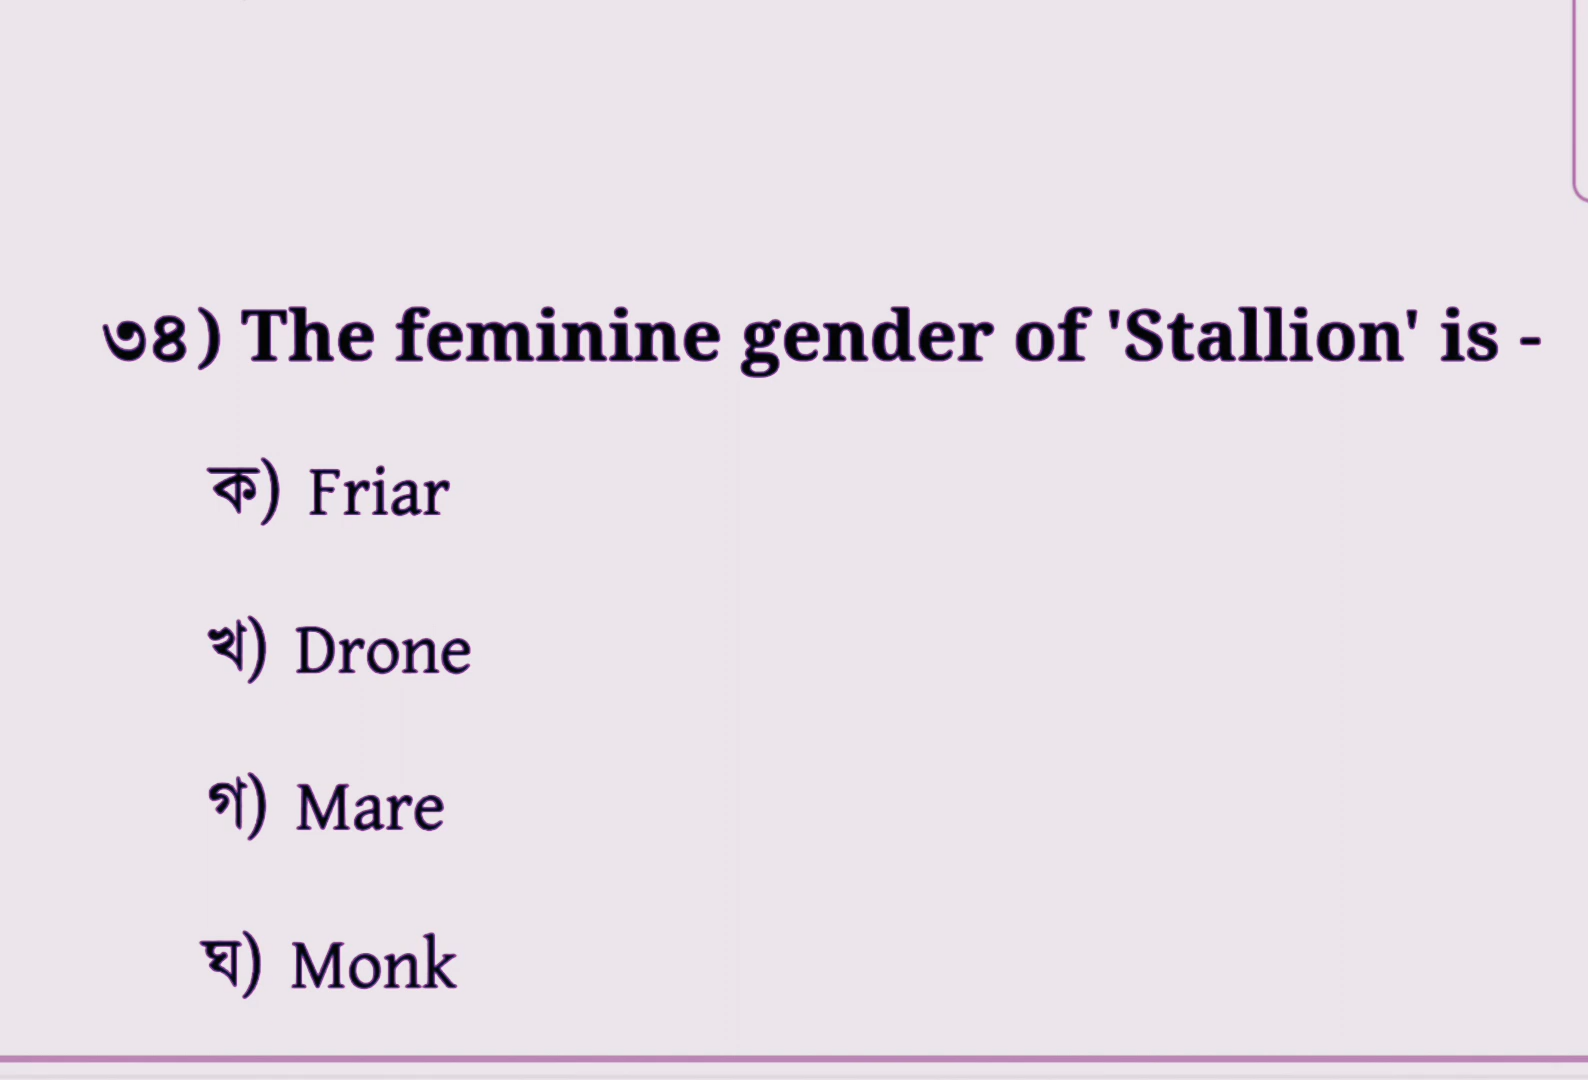 ৩৪) The feminine gender of 'Stallion' is -
ক) Friar
খ) Drone
গ) Mare
ঘ) Monk